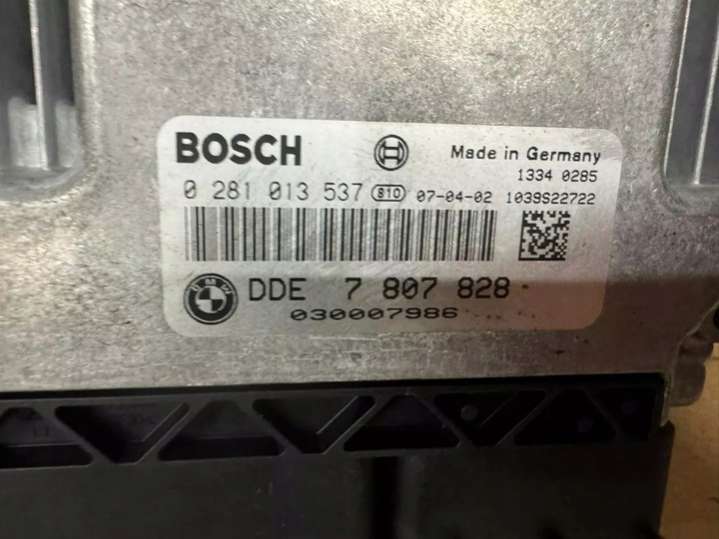 BOSCH Made in Germany
1334 0285
0 281 013 537 810 07-04-02 1039S22722
BMW DDE 7 807 828
030007986